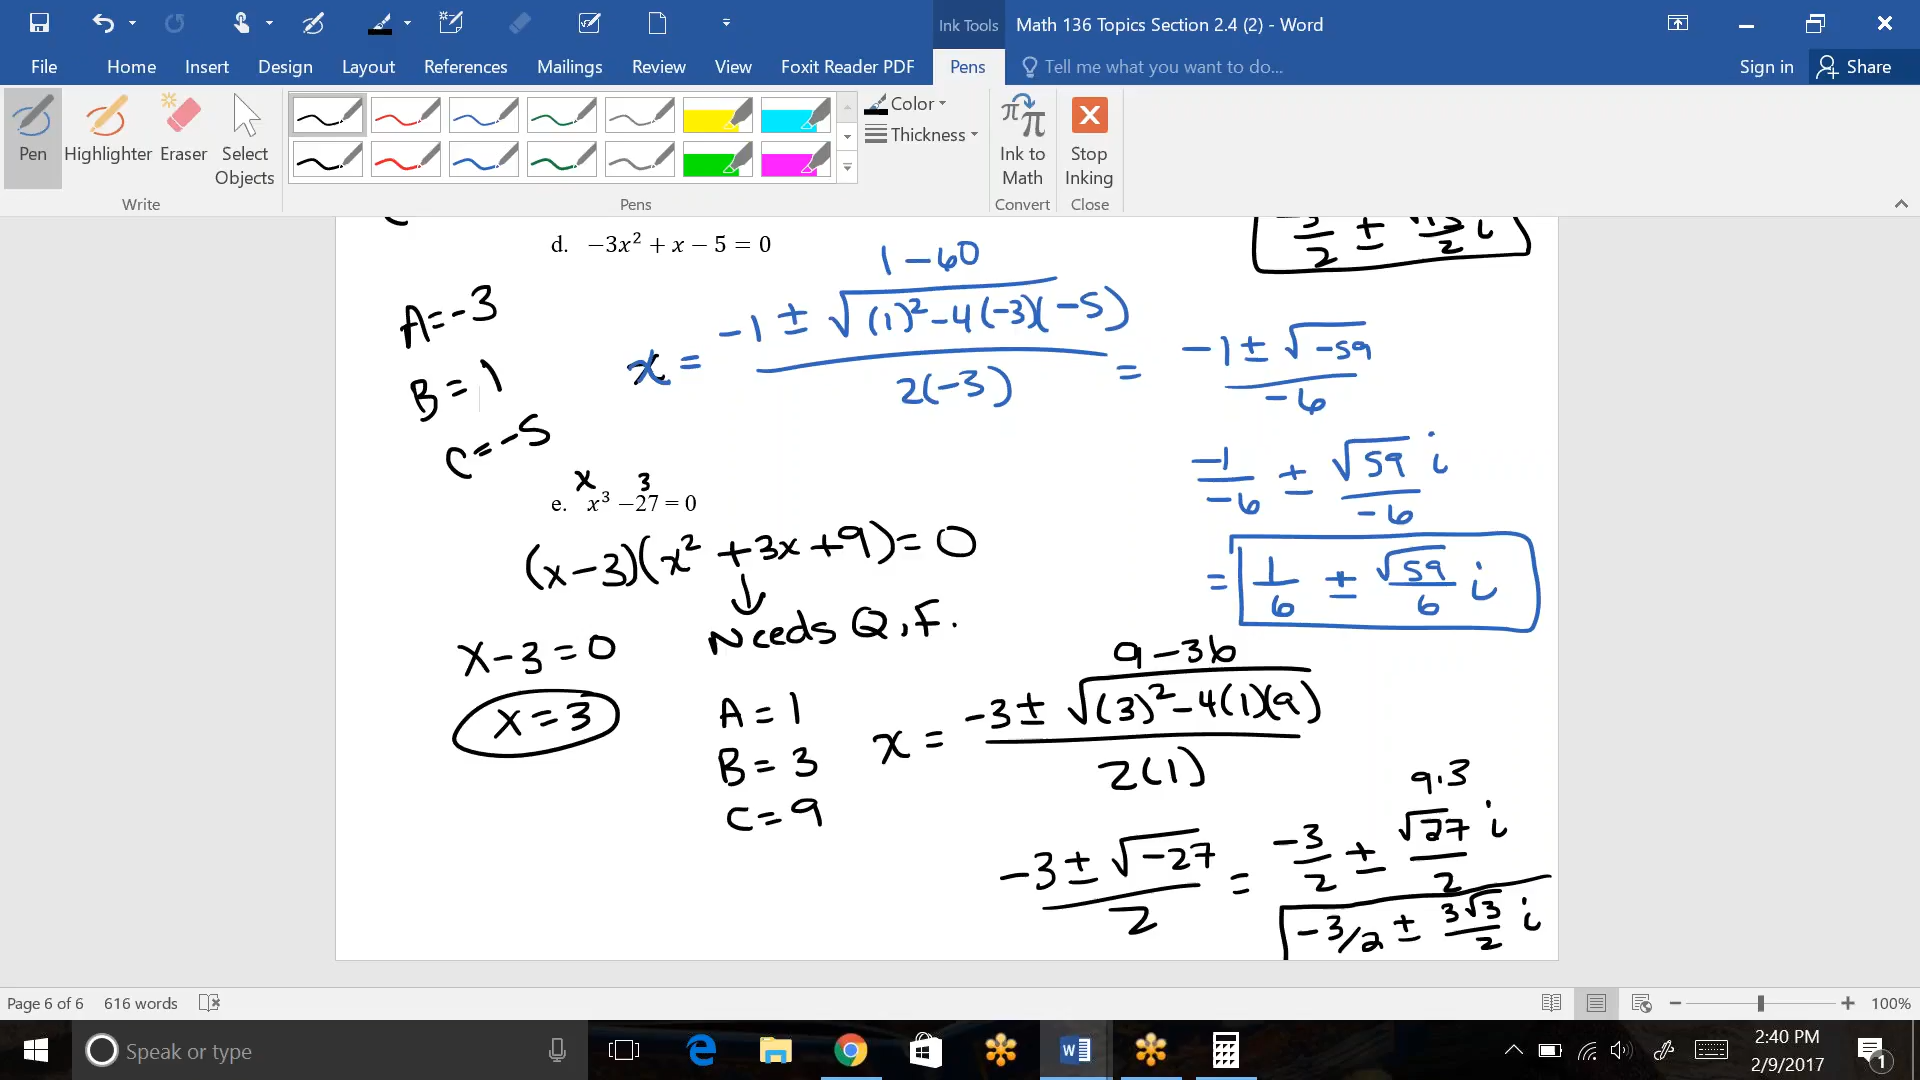 Ink Tools
Math 136 Topics Section 2.4 (2) - Word
File Home Insert Design Layout References Mailings Review View Foxit Reader PDF Pens Tell me what you want to do... Sign in Share
Pen Highlighter Eraser Select Objects
Color
Thickness
Ink to Math
Stop Inking
Write Pens Convert Close
-3/2 ± √13/2 i
d. −3x² + x − 5 = 0
A=-3
B=1
C=-5
1-60
x = (-1 ± √((1)²-4(-3)(-5))) / 2(-3) = (-1 ± √-59) / -6
-1/-6 ± √59/-6 i
= 1/6 ± √59/6 i
x 3
e. x³ − 27 = 0
(x-3)(x² +3x +9) = 0
↓
Needs Q.F.
x-3=0
x=3
A=1
B=3
C=9
9-36
x = (-3 ± √((3)²-4(1)(9))) / 2(1)
9·3
(-3 ± √-27) / 2 = -3/2 ± √27/2 i
-3/2 ± 3√3/2 i
Page 6 of 6 616 words 100%
Speak or type
2:40 PM
2/9/2017
1